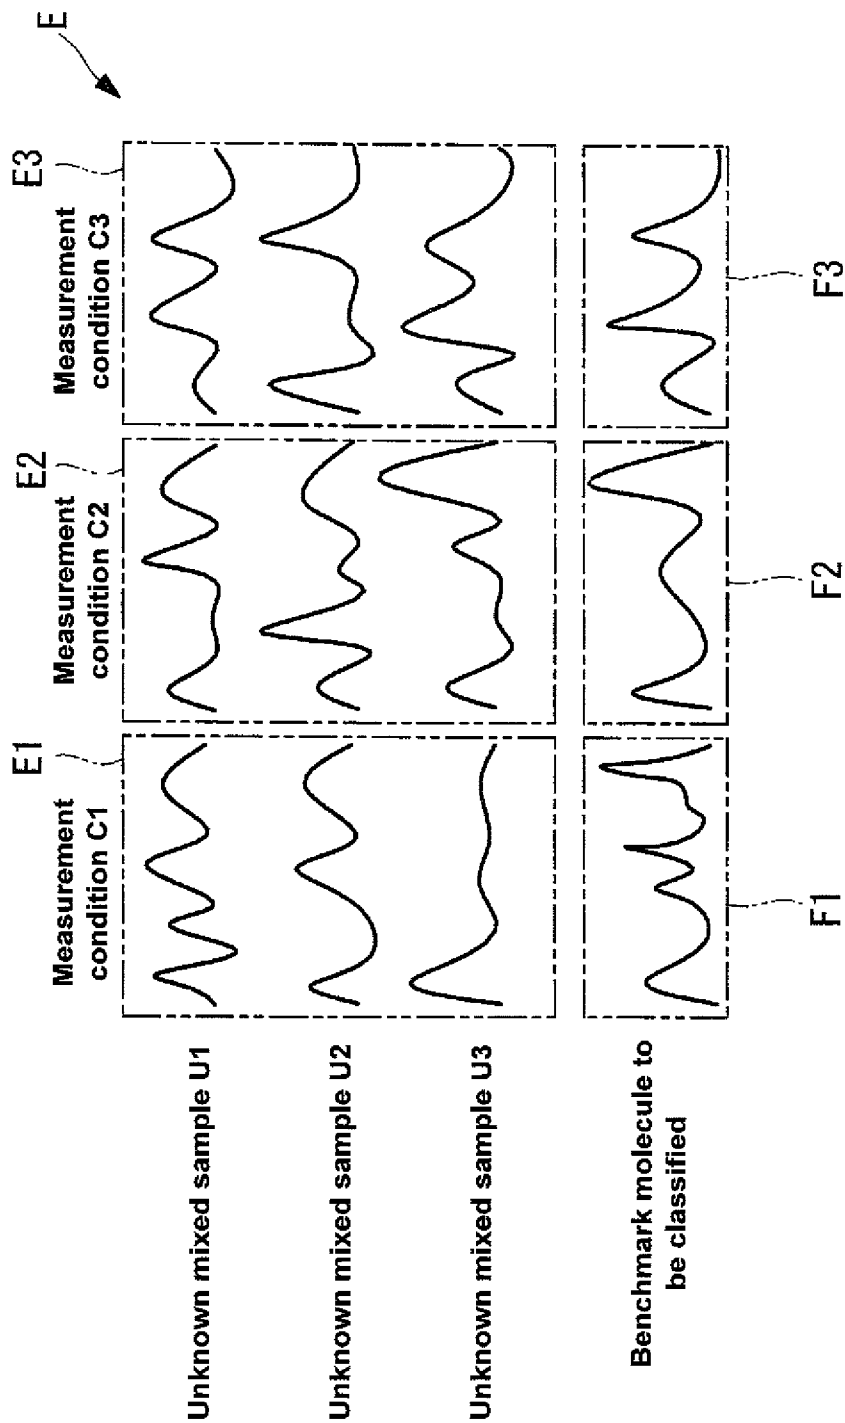 E
E1
E2
E3
Measurement
condition C1
Measurement
condition C2
Measurement
condition C3
Unknown mixed sample U1
Unknown mixed sample U2
Unknown mixed sample U3
Benchmark molecule to
be classified
F1
F2
F3